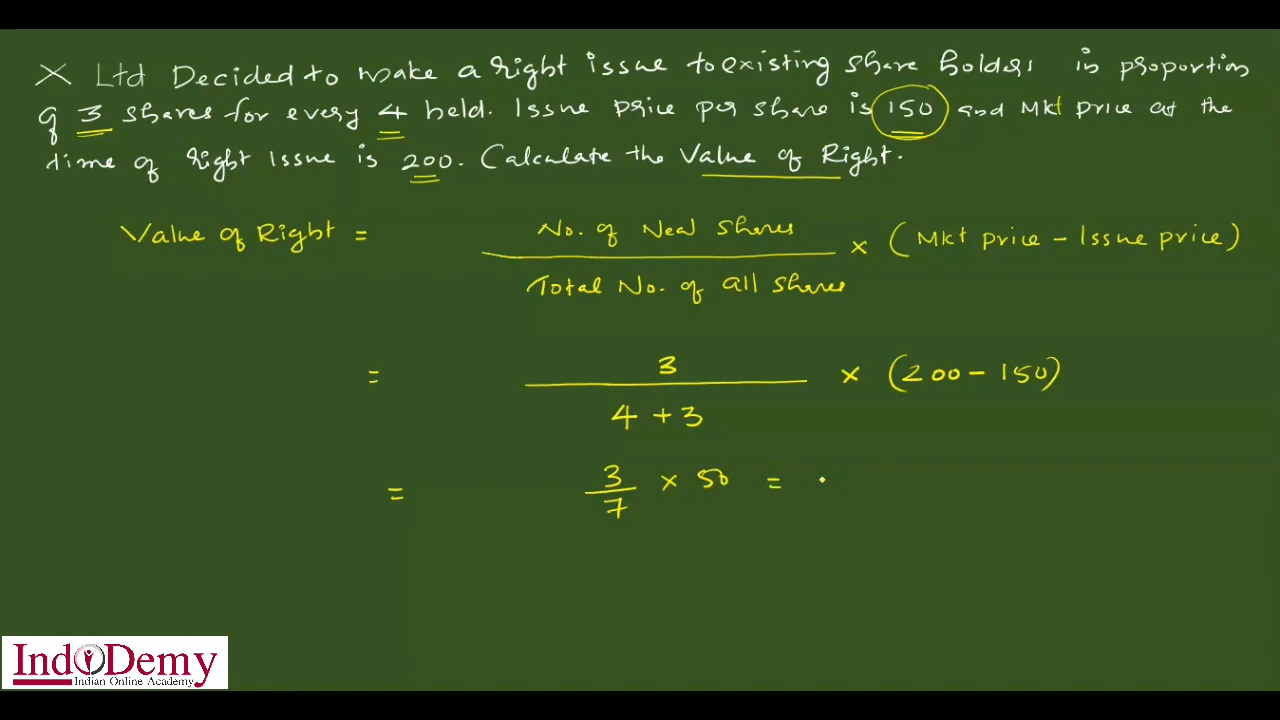 X Ltd Decided to make a right issue to existing share holders in proportion
of 3 shares for every 4 held. Issue price per share is 150 and Mkt price at the
time of right Issue is 200. Calculate the Value of Right.
Value of Right = No. of New Shares / Total No. of all shares × (Mkt price - Issue price)
= 3 / 4 + 3 × (200 - 150)
= 3 / 7 × 50 =
IndoDemy
Indian Online Academy